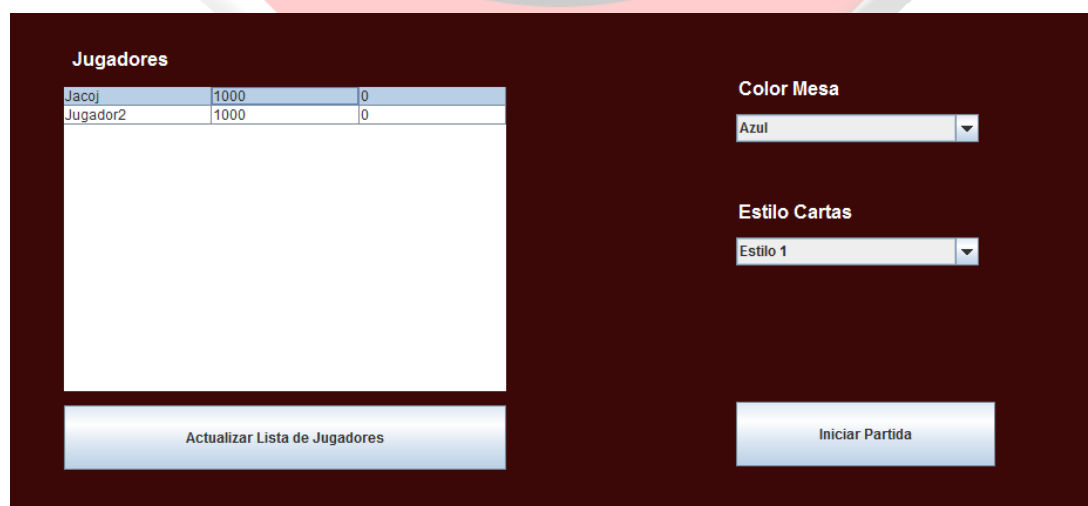 Jugadores
Jacoj 1000 0
Jugador2 1000 0
Actualizar Lista de Jugadores
Color Mesa
Azul
Estilo Cartas
Estilo 1
Iniciar Partida